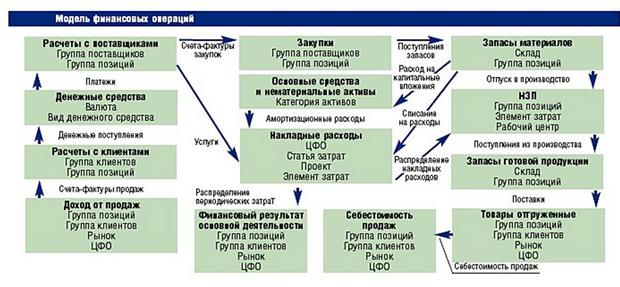 Модель финансовых операций
Расчеты с поставщиками
Группа поставщиков
Группа позиций
Счета-фактуры
закупок
Закупки
Группа поставщиков
Группа позиций
Поступления
запасов
Запасы материалов
Склад
Группа позиций
Платежи
Основные средства
и нематериальные активы
Категория активов
Расход на
капитальные
вложения
Отпуск в производство
Денежные средства
Валюта
Вид денежного средства
НЗП
Группа позиций
Элемент затрат
Рабочий центр
Амортизационные расходы
Списание
на расходы
Денежные поступления
Услуги
Накладные расходы
ЦФО
Статья затрат
Проект
Элемент затрат
Поступления из производства
Расчеты с клиентами
Группа клиентов
Группа позиций
Распределение
накладных
расходов
Запасы готовой продукции
Склад
Группа позиций
Счета-фактуры продаж
Распределение
периодических затрат
Поставки
Доход от продаж
Группа позиций
Группа клиентов
Рынок
ЦФО
Финансовый результат
основной деятельности
Группа позиций
Группа клиентов
Рынок
ЦФО
Себестоимость
продаж
Группа позиций
Группа клиентов
Рынок
ЦФО
Товары отгруженные
Группа позиций
Группа клиентов
Рынок
ЦФО
Себестоимость продаж